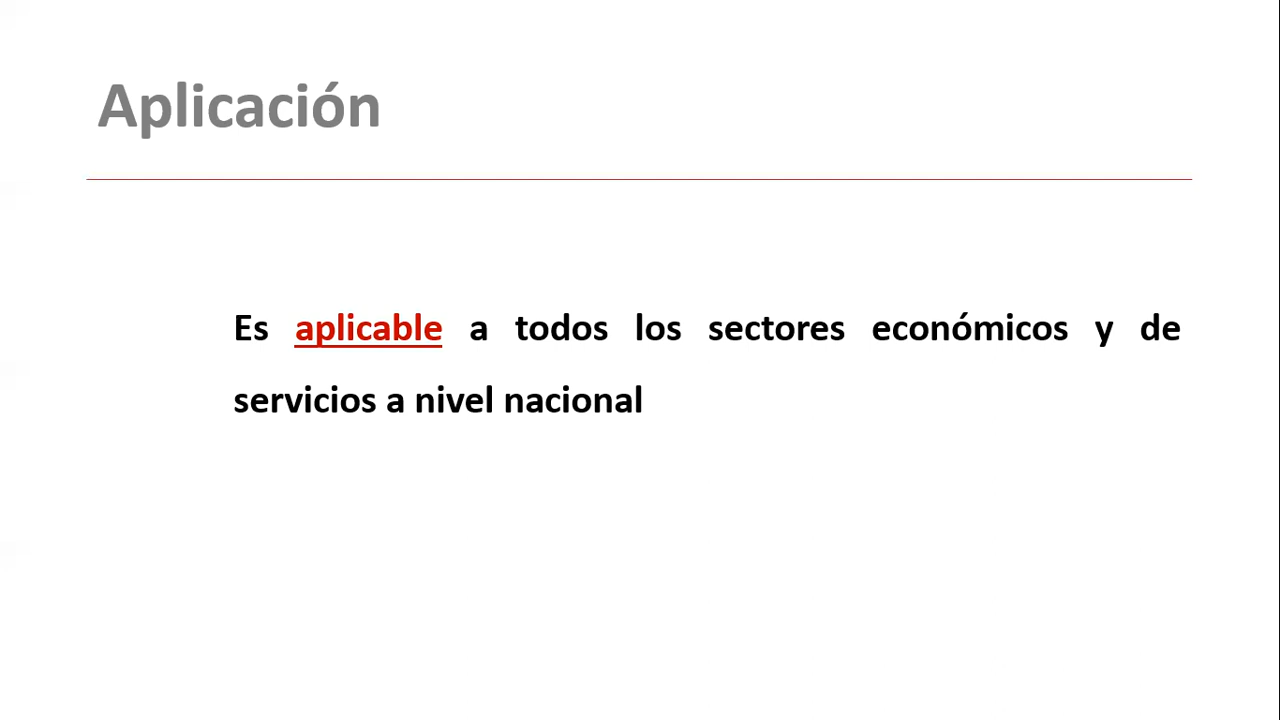 Aplicación
Es aplicable a todos los sectores económicos y de
servicios a nivel nacional